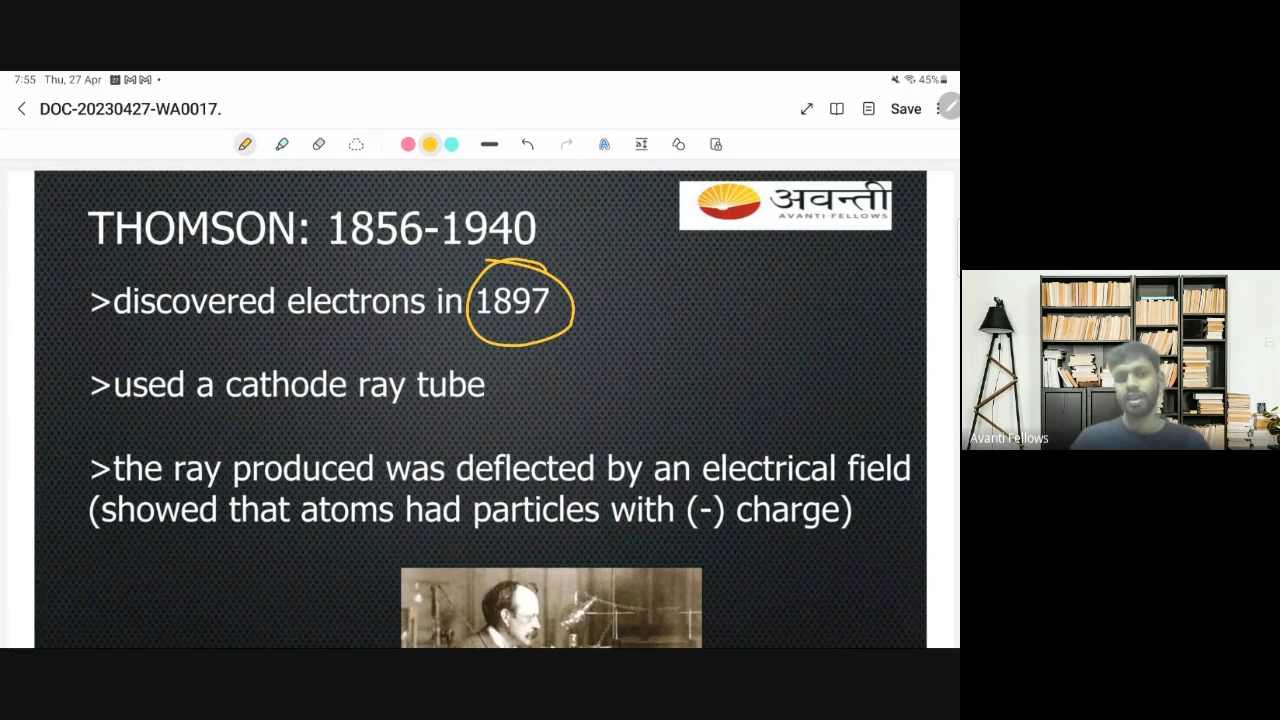 7:55 Thu, 27 Apr
45%
DOC-20230427-WA0017.
Save
अवन्ती
AVANTI FELLOWS
THOMSON: 1856-1940
>discovered electrons in 1897
>used a cathode ray tube
>the ray produced was deflected by an electrical field
(showed that atoms had particles with (-) charge)
Avanti Fellows